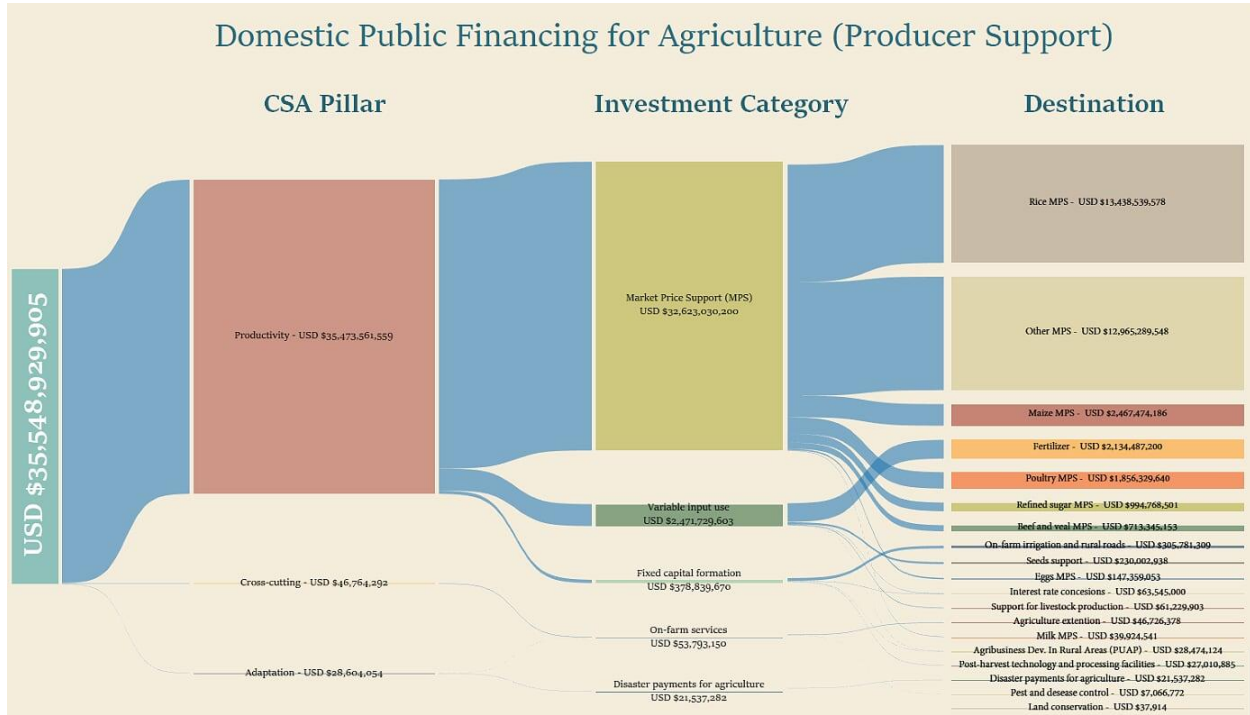 Domestic Public Financing for Agriculture (Producer Support)
CSA Pillar
Investment Category
Destination
USD $35,548,929,905
Productivity - USD $35,473,561,559
Cross-cutting - USD $46,764,292
Adaptation - USD $28,604,054
Market Price Support (MPS)
USD $32,623,030,200
Variable input use
USD $2,471,729,603
Fixed capital formation
USD $378,839,670
On-farm services
USD $53,793,150
Disaster payments for agriculture
USD $21,537,282
Rice MPS - USD $13,438,539,578
Other MPS - USD $12,965,289,548
Maize MPS - USD $2,467,474,186
Fertilizer - USD $2,134,487,200
Poultry MPS - USD $1,856,329,640
Refined sugar MPS - USD $994,768,501
Beef and veal MPS - USD $713,345,153
On-farm irrigation and rural roads - USD $305,781,309
Seeds support - USD $230,002,938
Eggs MPS - USD $147,359,053
Interest rate concesions - USD $63,545,000
Support for livestock production - USD $61,229,903
Agriculture extention - USD $46,726,378
Milk MPS - USD $39,924,541
Agribusiness Dev. In Rural Areas (PUAP) - USD $28,474,124
Post-harvest technology and processing facilities - USD $27,010,885
Disaster payments for agriculture - USD $21,537,282
Pest and desease control - USD $7,066,772
Land conservation - USD $37,914